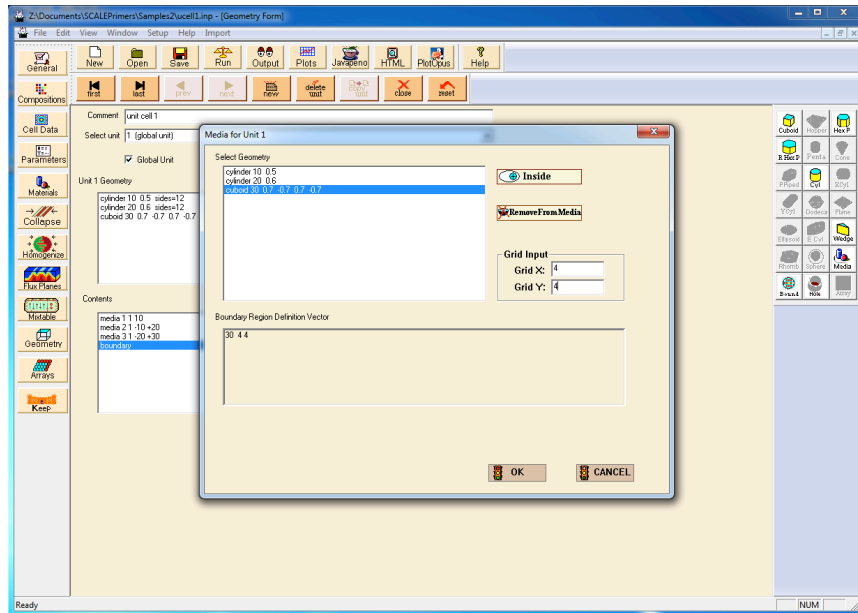 Z:\Documents\SCALEPrimers\Samples2\ucell1.inp - [Geometry Form]
File Edit View Window Setup Help Import
General
New
Open
Save
Run
Output
Plots
Javapeno
HTML
PlotOpus
Help
Compositions
first
last
prev
next
new
delete unit
copy unit
close
reset
Cell Data
Parameters
Materials
Collapse
Homogenize
Flux Planes
Mixtable
Geometry
Arrays
Keep
Comment unit cell 1
Select unit 1 (global unit)
Global Unit
Unit 1 Geometry
cylinder 10 0.5 sides=12
cylinder 20 0.6 sides=12
cuboid 30 0.7 -0.7 0.7 -0.7
Contents
media 1 1 10
media 2 1 -10 +20
media 3 1 -20 +30
boundary
Media for Unit 1
Select Geometry
cylinder 10 0.5
cylinder 20 0.6
cuboid 30 0.7 -0.7 0.7 -0.7
Inside
RemoveFromMedia
Grid Input
Grid X: 4
Grid Y: 4
Boundary Region Definition Vector
30 4 4
OK
CANCEL
Cuboid Hopper Hex P
R Hex P Penta Cone
PPiped Cyl XCyl
YCyl Dodeca Plane
Ellipsoid E Cyl Wedge
Rhomb Sphere Media
Bound Hole Array
Ready
NUM